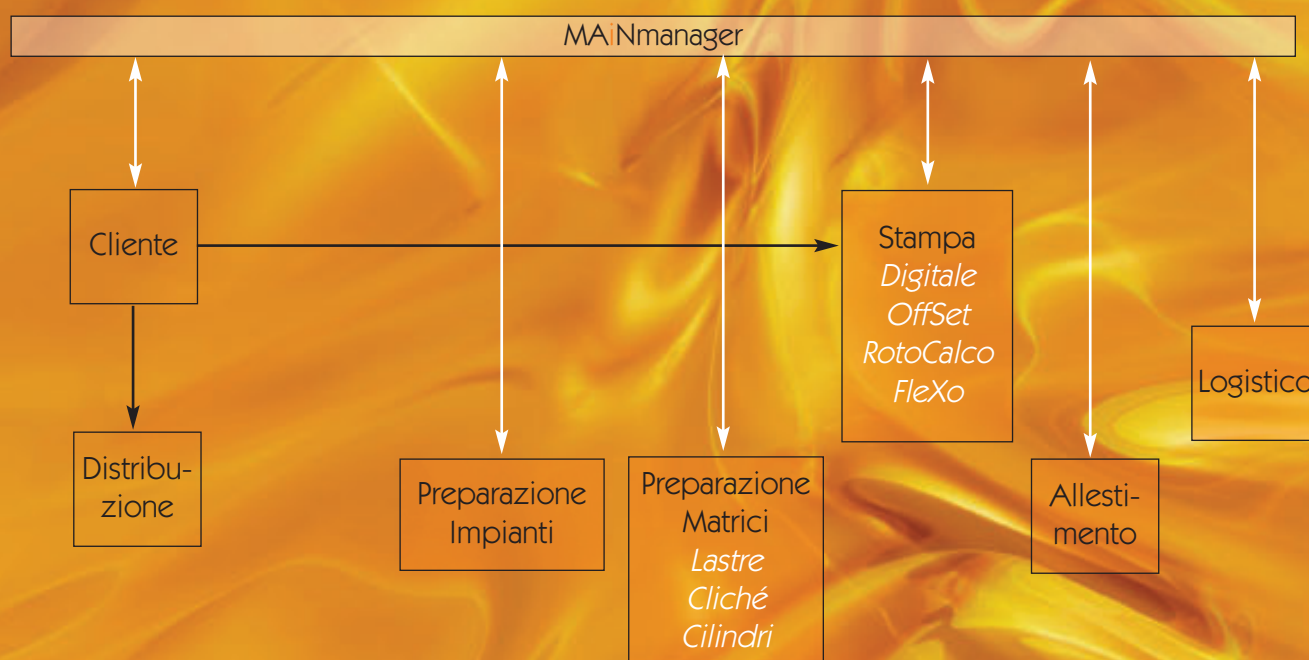 MAiNmanager
Cliente
Distribu-
zione
Preparazione
Impianti
Preparazione
Matrici
Lastre
Cliché
Cilindri
Stampa
Digitale
OffSet
RotoCalco
FleXo
Allesti-
mento
Logistico